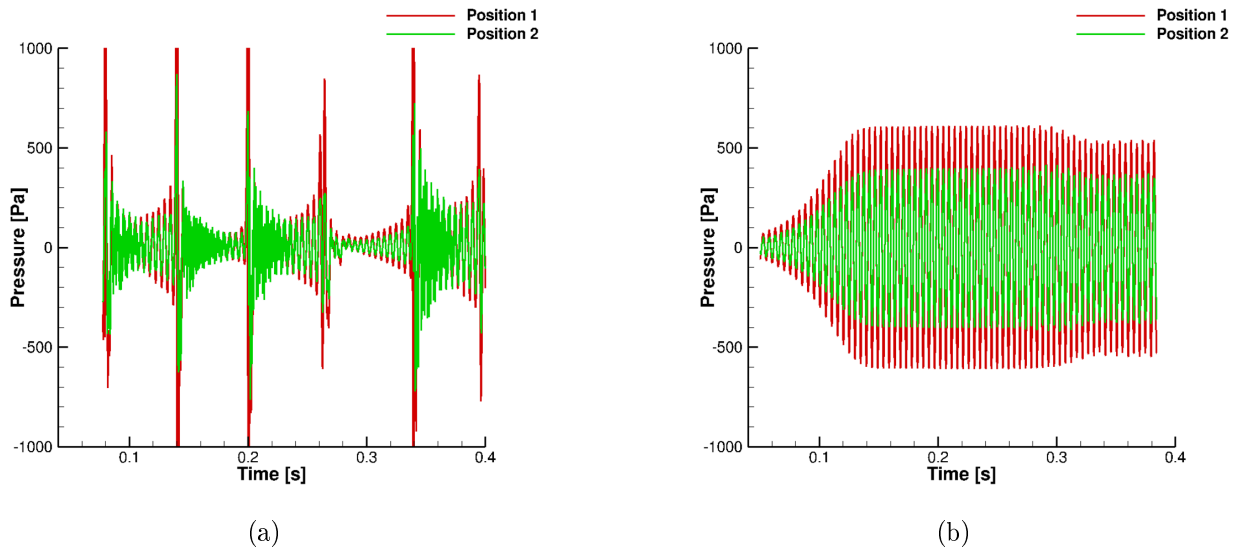 Position 1
Position 2
1000
500
0
-500
-1000
Pressure [Pa]
0.1 0.2 0.3 0.4
Time [s]
(a)
Position 1
Position 2
1000
500
0
-500
-1000
Pressure [Pa]
0.1 0.2 0.3 0.4
Time [s]
(b)